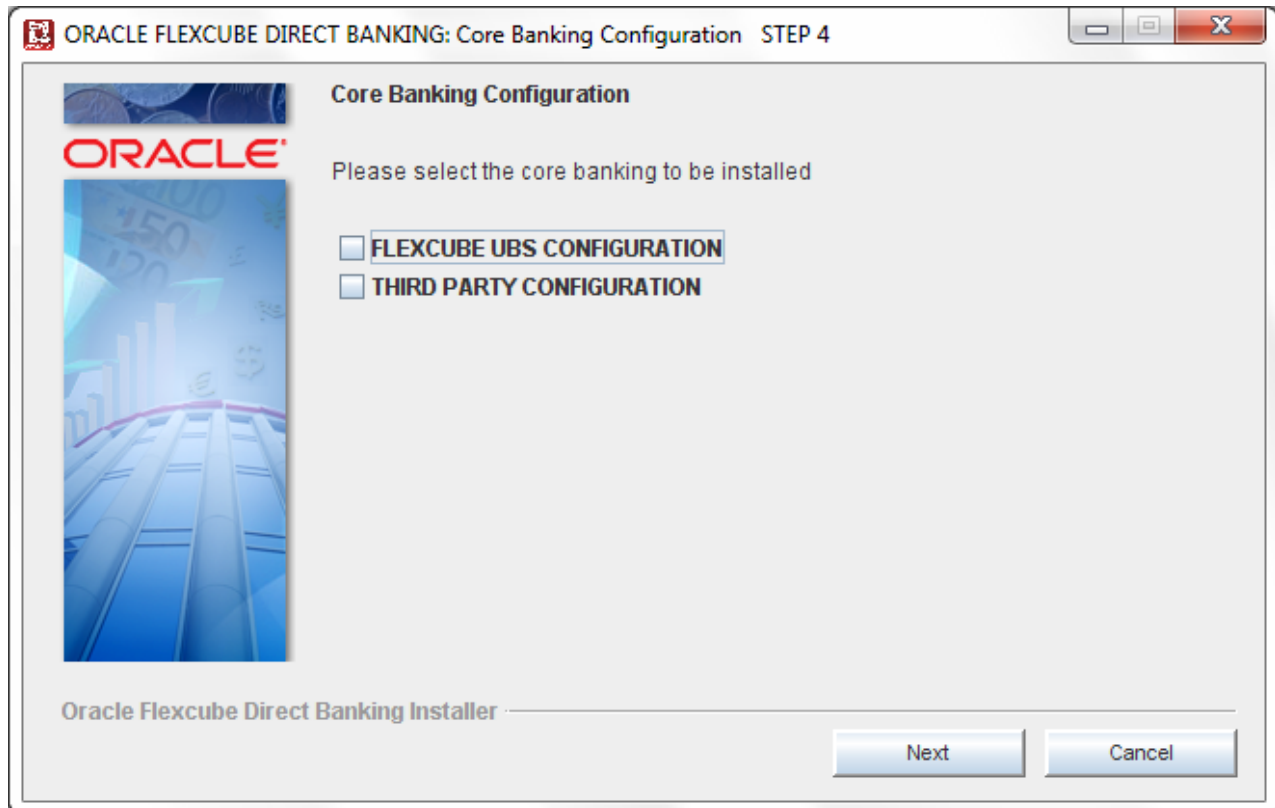 ORACLE FLEXCUBE DIRECT BANKING: Core Banking Configuration STEP 4
Core Banking Configuration
ORACLE
Please select the core banking to be installed
FLEXCUBE UBS CONFIGURATION
THIRD PARTY CONFIGURATION
Oracle Flexcube Direct Banking Installer
Next
Cancel